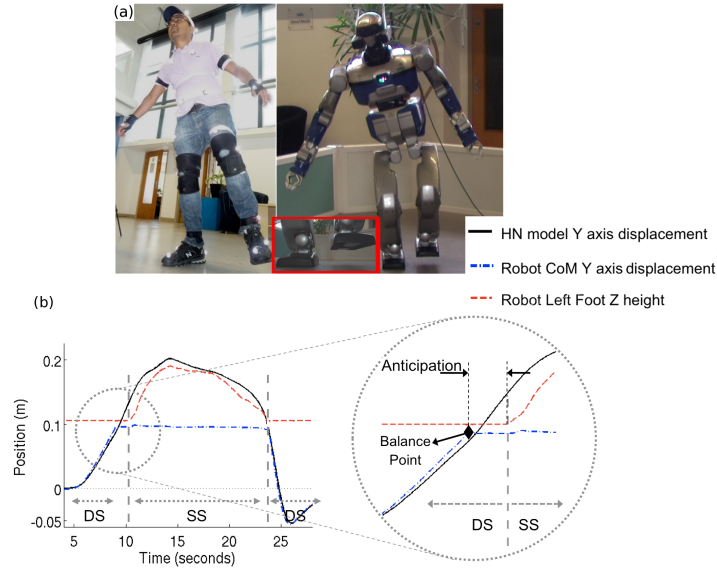 (a)
HN model Y axis displacement
Robot CoM Y axis displacement
Robot Left Foot Z height
(b)
Position (m)
0.2
0.1
0
-0.05
DS
SS
DS
5
10
15
20
25
Time (seconds)
Anticipation
Balance
Point
DS
SS